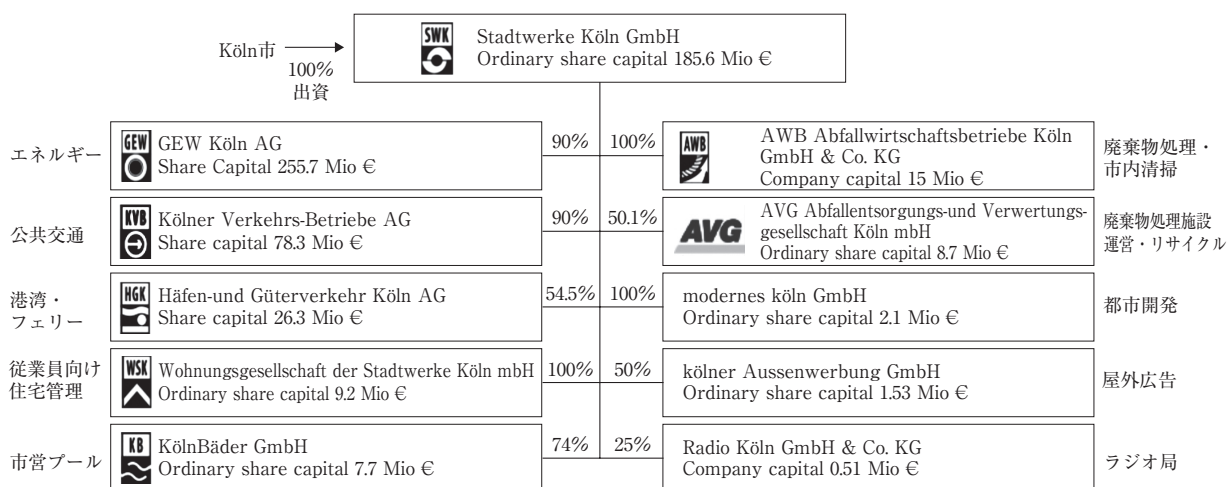 Köln市
100%
出資
SWK
Stadtwerke Köln GmbH
Ordinary share capital 185.6 Mio €
エネルギー
GEW
GEW Köln AG
Share Capital 255.7 Mio €
90%
100%
AWB
AWB Abfallwirtschaftsbetriebe Köln
GmbH & Co. KG
Company capital 15 Mio €
廃棄物処理・
市内清掃
公共交通
KVB
Kölner Verkehrs-Betriebe AG
Share capital 78.3 Mio €
90%
50.1%
AVG
AVG Abfallentsorgungs-und Verwertungs-
gesellschaft Köln mbH
Ordinary share capital 8.7 Mio €
廃棄物処理施設
運営・リサイクル
港湾・
フェリー
HGK
Häfen-und Güterverkehr Köln AG
Share capital 26.3 Mio €
54.5%
100%
modernes köln GmbH
Ordinary share capital 2.1 Mio €
都市開発
従業員向け
住宅管理
WSK
Wohnungsgesellschaft der Stadtwerke Köln mbH
Ordinary share capital 9.2 Mio €
100%
50%
kölner Aussenwerbung GmbH
Ordinary share capital 1.53 Mio €
屋外広告
市営プール
KB
KölnBäder GmbH
Ordinary share capital 7.7 Mio €
74%
25%
Radio Köln GmbH & Co. KG
Company capital 0.51 Mio €
ラジオ局